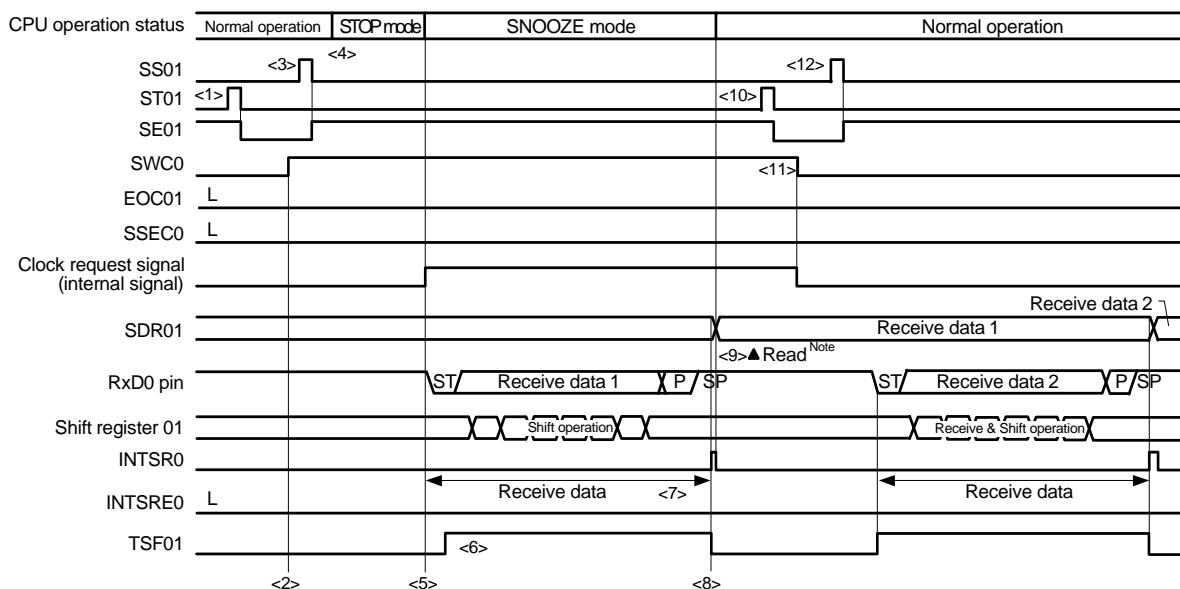 CPU operation status Normal operation STOP mode SNOOZE mode Normal operation
<3> <4> <12>
SS01
<1> <10>
ST01
SE01
SWC0
<11>
EOC01 L
SSEC0 L
Clock request signal
(internal signal)
Receive data 2
SDR01 Receive data 1
<9>▲ Read Note
RxD0 pin ST Receive data 1 P SP ST Receive data 2 P SP
Shift register 01 Shift operation Receive & Shift operation
INTSR0
Receive data <7> Receive data
INTSRE0 L
TSF01 <6>
<2> <5> <8>